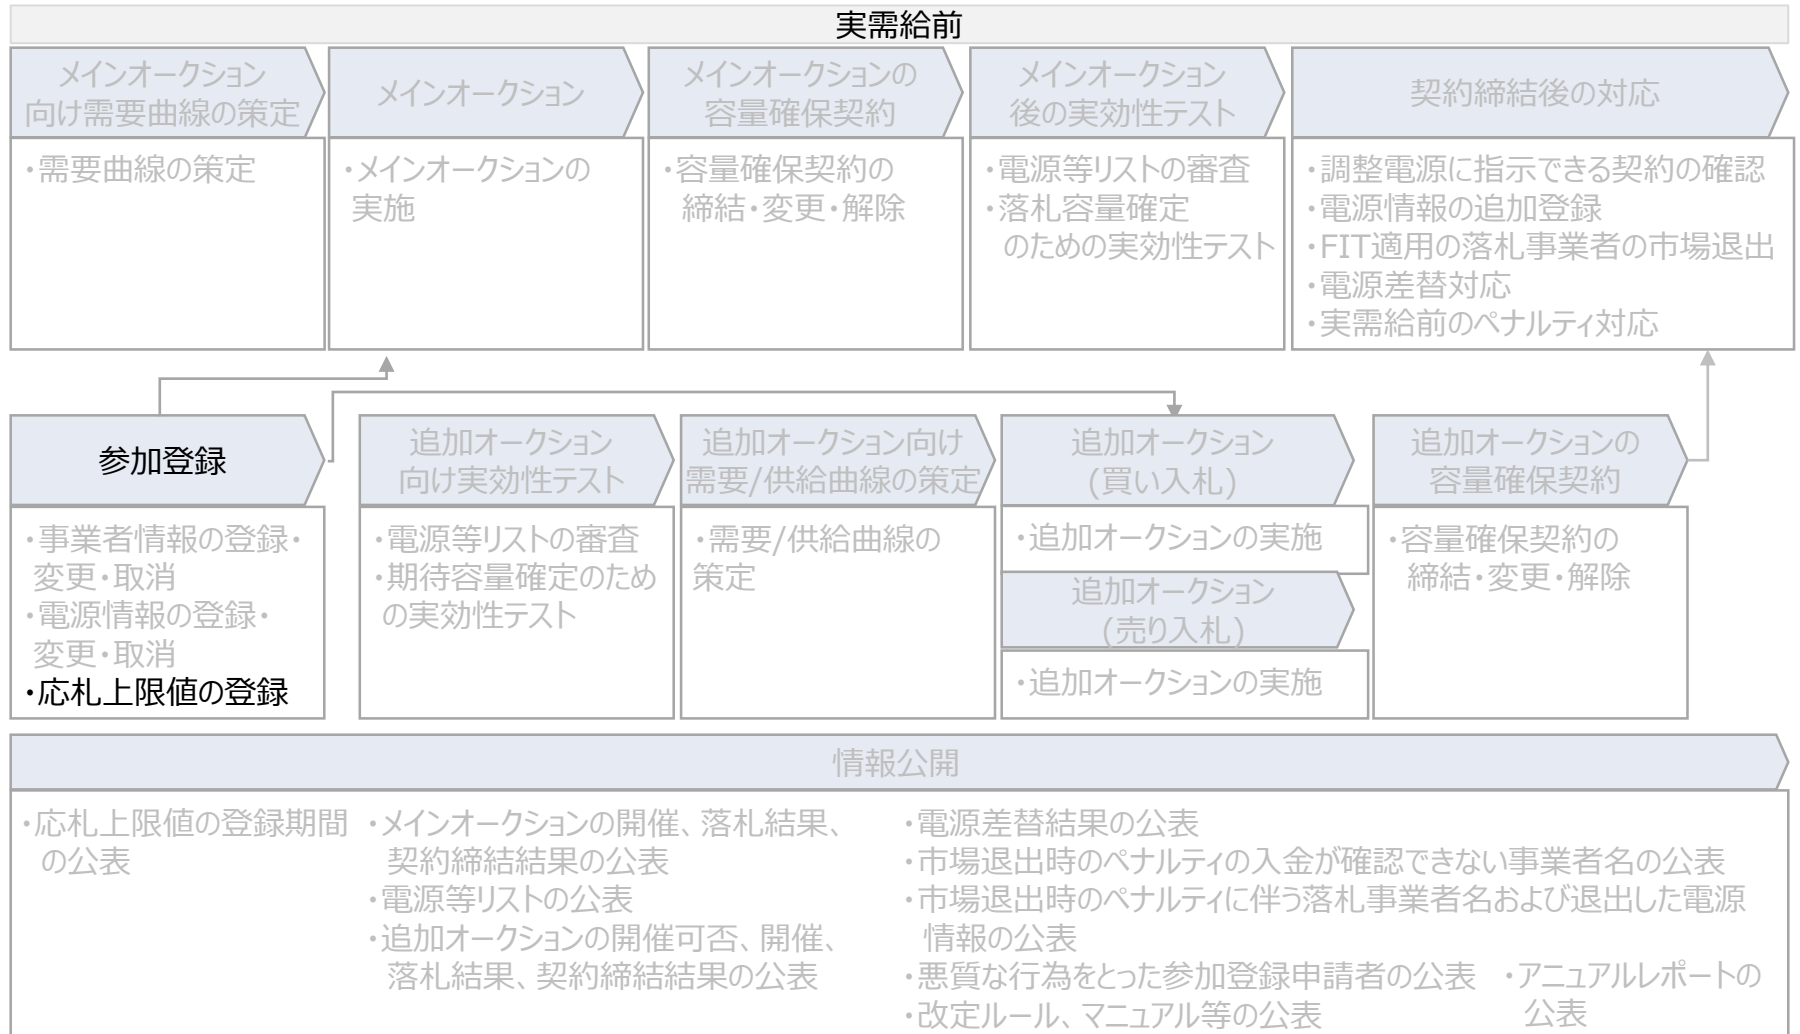 実需給前
メインオークション
向け需要曲線の策定
メインオークション
メインオークションの
容量確保契約
メインオークション
後の実効性テスト
契約締結後の対応
・需要曲線の策定
・メインオークションの
実施
・容量確保契約の
締結・変更・解除
・電源等リストの審査
・落札容量確定
のための実効性テスト
・調整電源に指示できる契約の確認
・電源情報の追加登録
・FIT適用の落札事業者の市場退出
・電源差替対応
・実需給前のペナルティ対応
参加登録
追加オークション
向け実効性テスト
追加オークション向け
需要/供給曲線の策定
追加オークション
(買い入札)
追加オークションの
容量確保契約
・事業者情報の登録・
変更・取消
・電源情報の登録・
変更・取消
・応札上限値の登録
・電源等リストの審査
・期待容量確定のため
の実効性テスト
・需要/供給曲線の
策定
・追加オークションの実施
追加オークション
(売り入札)
・追加オークションの実施
・容量確保契約の
締結・変更・解除
情報公開
・応札上限値の登録期間
の公表
・メインオークションの開催、落札結果、
契約締結結果の公表
・電源等リストの公表
・追加オークションの開催可否、開催、
落札結果、契約締結結果の公表
・電源差替結果の公表
・市場退出時のペナルティの入金が確認できない事業者名の公表
・市場退出時のペナルティに伴う落札事業者名および退出した電源
情報の公表
・悪質な行為をとった参加登録申請者の公表
・改定ルール、マニュアル等の公表
・アニュアルレポートの
公表